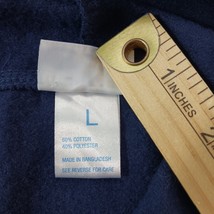 L
60% COTTON
40% POLYESTER
MADE IN BANGLADESH
SEE REVERSE FOR CARE
1
INCHES
2